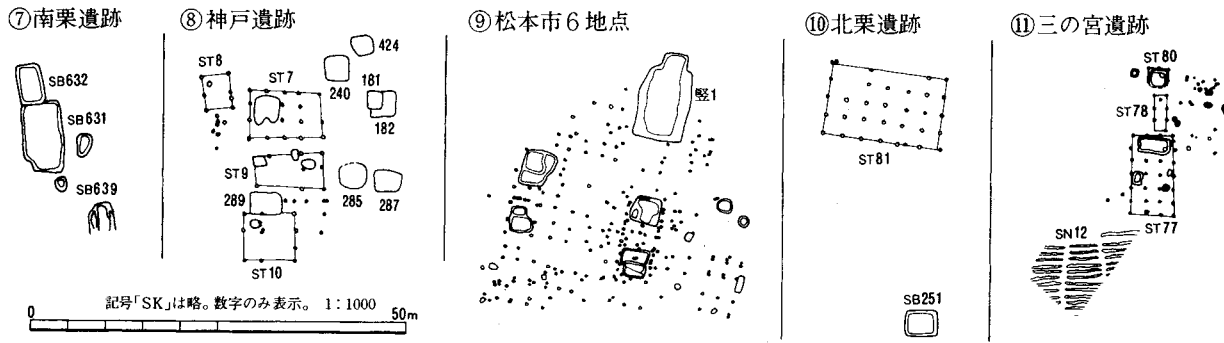 ⑦南栗遺跡
SB632
SB631
SB639
⑧神戸遺跡
ST8
ST7
424
240
181
182
ST9
289
285
287
ST10
⑨松本市6地点
竪1
⑩北栗遺跡
ST81
SB251
⑪三の宮遺跡
ST80
ST78
ST77
SN12
記号「SK」は略。数字のみ表示。 1:1000
0 50m